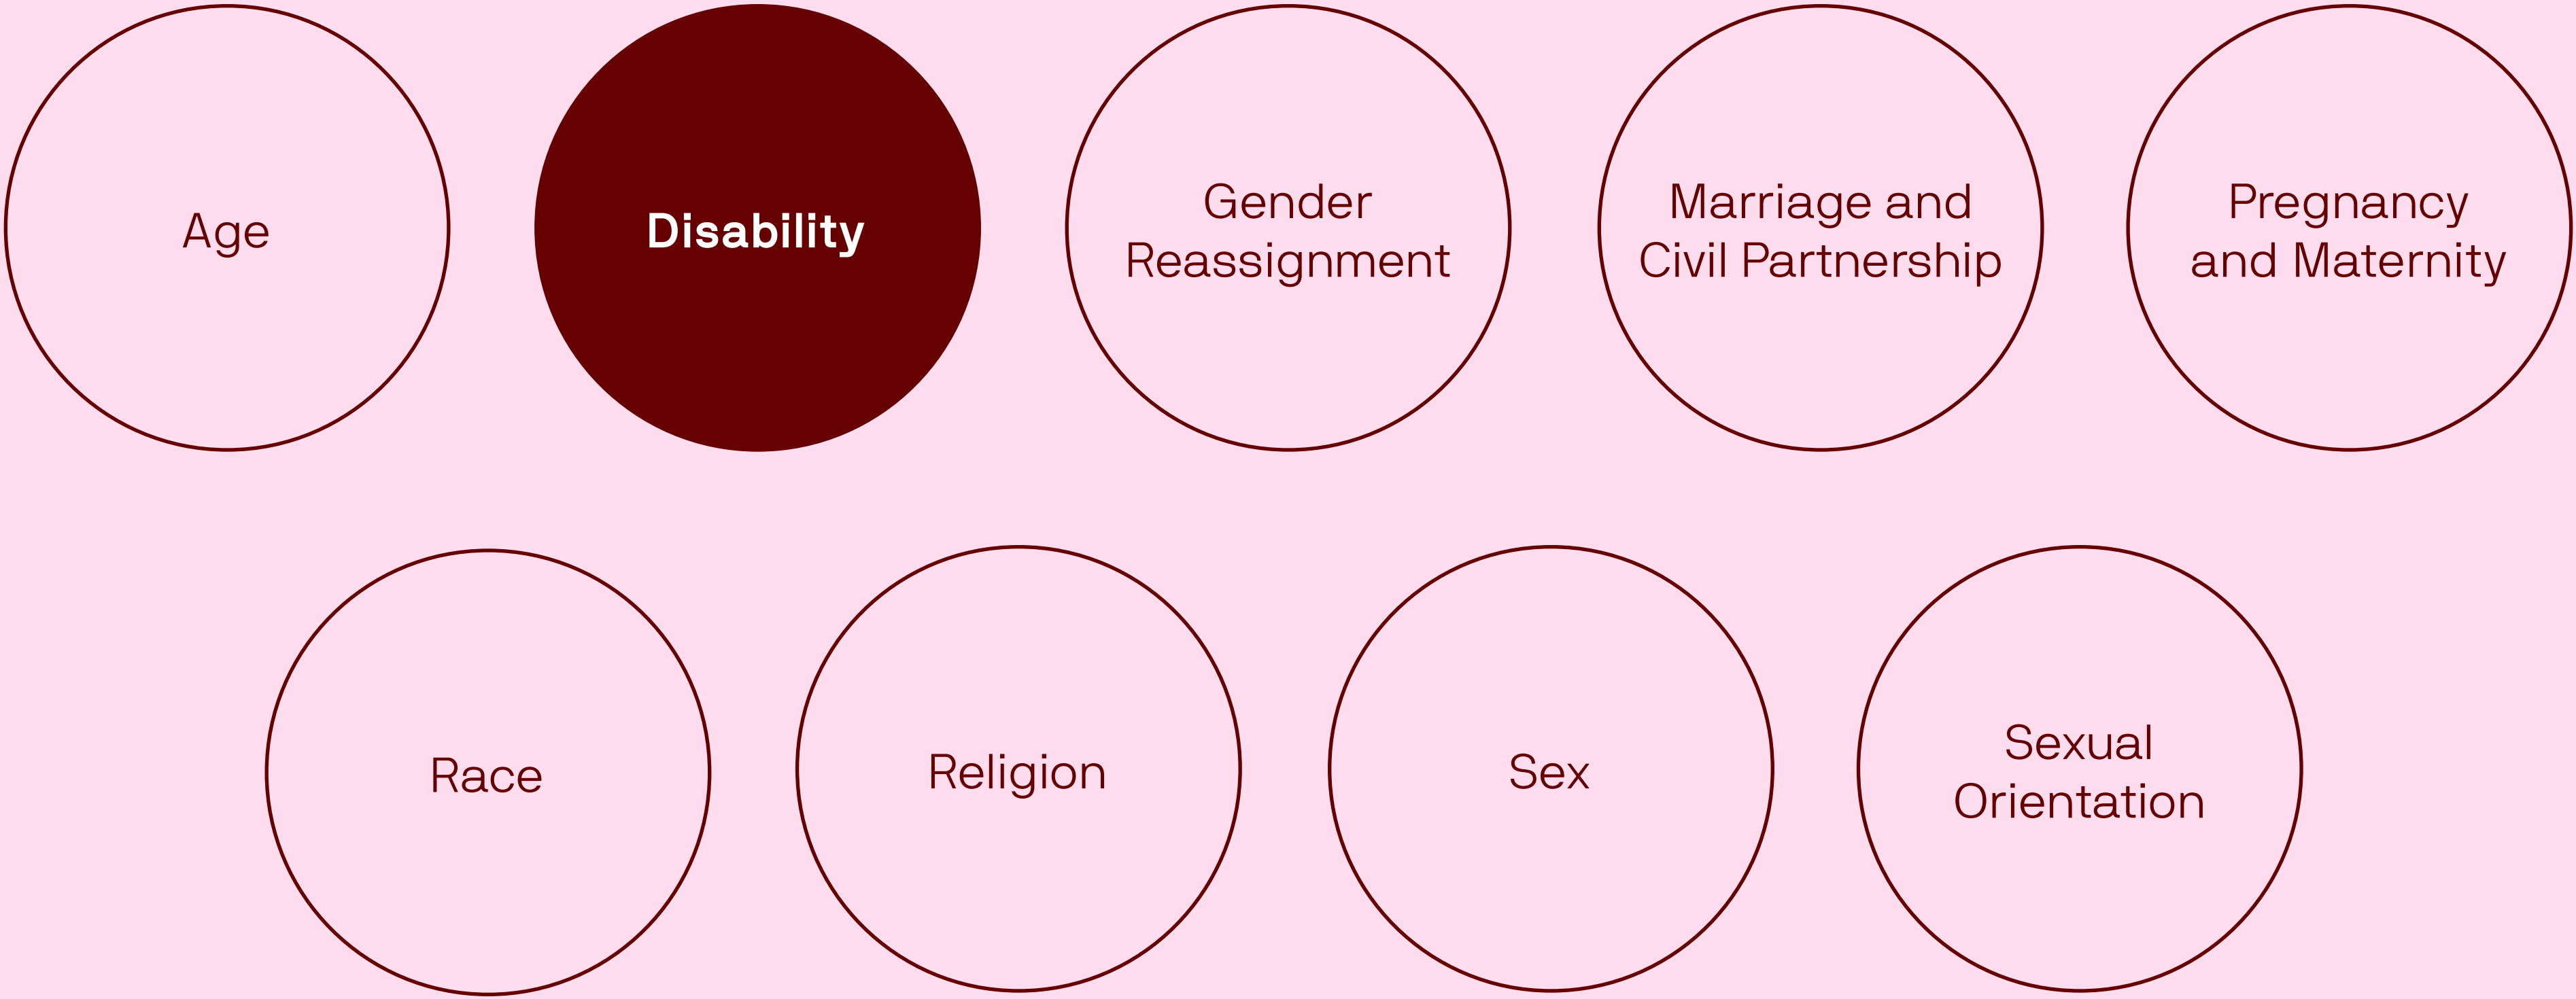 Age
Disability
Gender
Reassignment
Marriage and
Civil Partnership
Pregnancy
and Maternity
Race
Religion
Sex
Sexual
Orientation